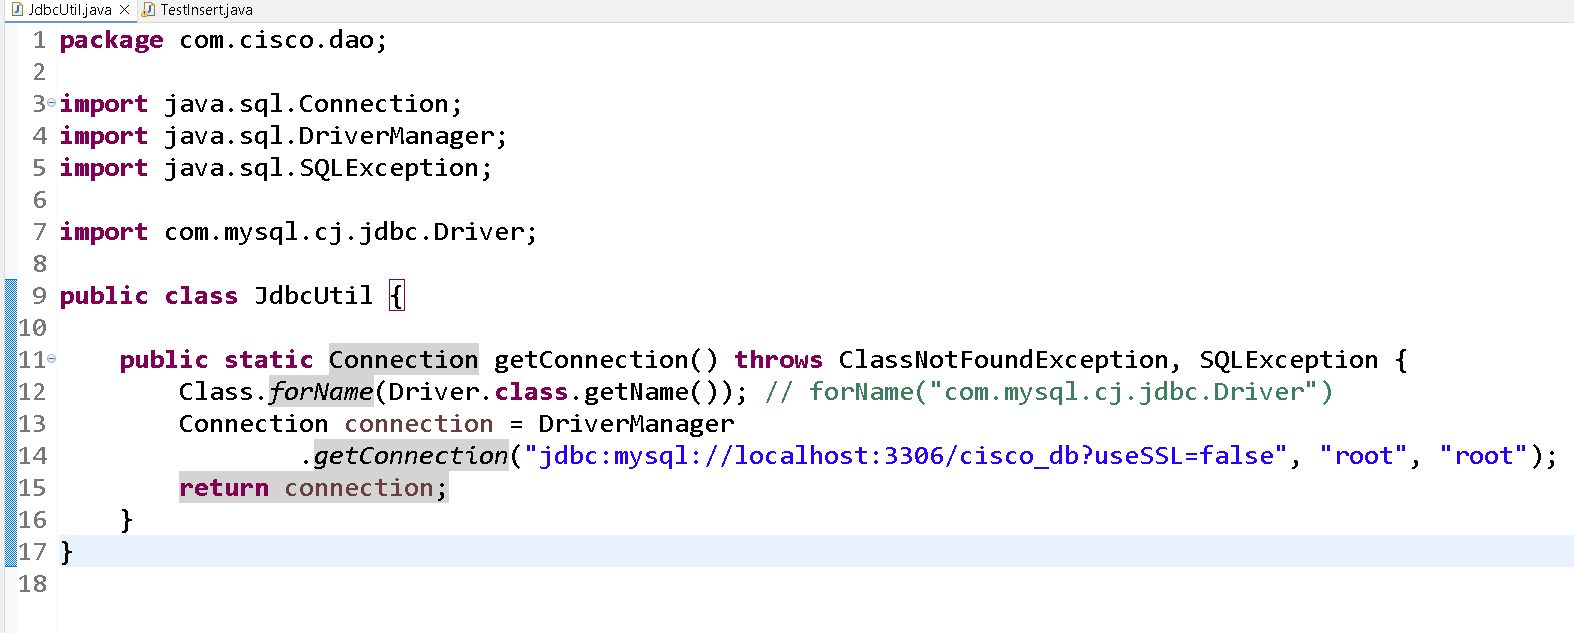 JdbcUtil.java TestInsert.java
1 package com.cisco.dao;
2
3 import java.sql.Connection;
4 import java.sql.DriverManager;
5 import java.sql.SQLException;
6
7 import com.mysql.cj.jdbc.Driver;
8
9 public class JdbcUtil {
10
11     public static Connection getConnection() throws ClassNotFoundException, SQLException {
12         Class.forName(Driver.class.getName()); // forName("com.mysql.cj.jdbc.Driver")
13         Connection connection = DriverManager
14                 .getConnection("jdbc:mysql://localhost:3306/cisco_db?useSSL=false", "root", "root");
15         return connection;
16     }
17 }
18